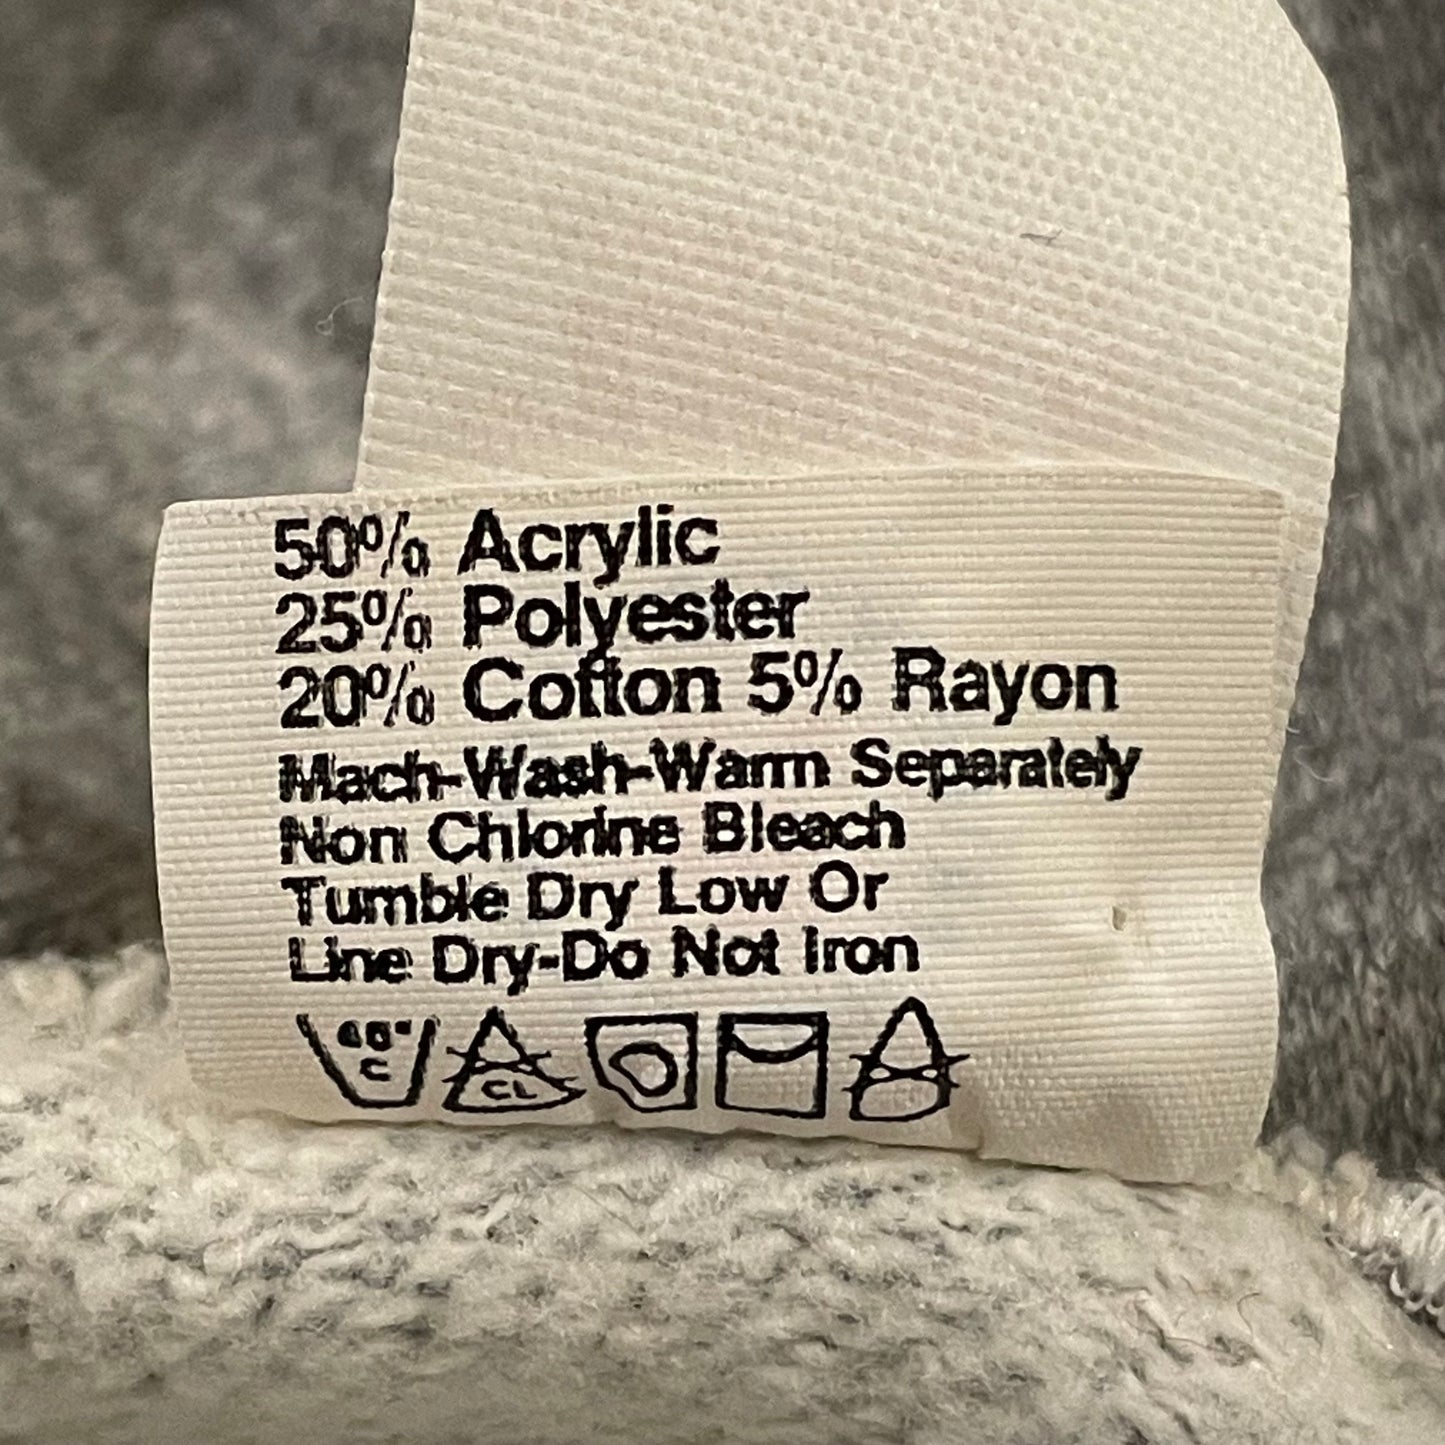 50% Acrylic
25% Polyester
20% Cotton 5% Rayon
Mach-Wash-Warm Separately
Non Chlorine Bleach
Tumble Dry Low Or
Line Dry-Do Not Iron
C
CL